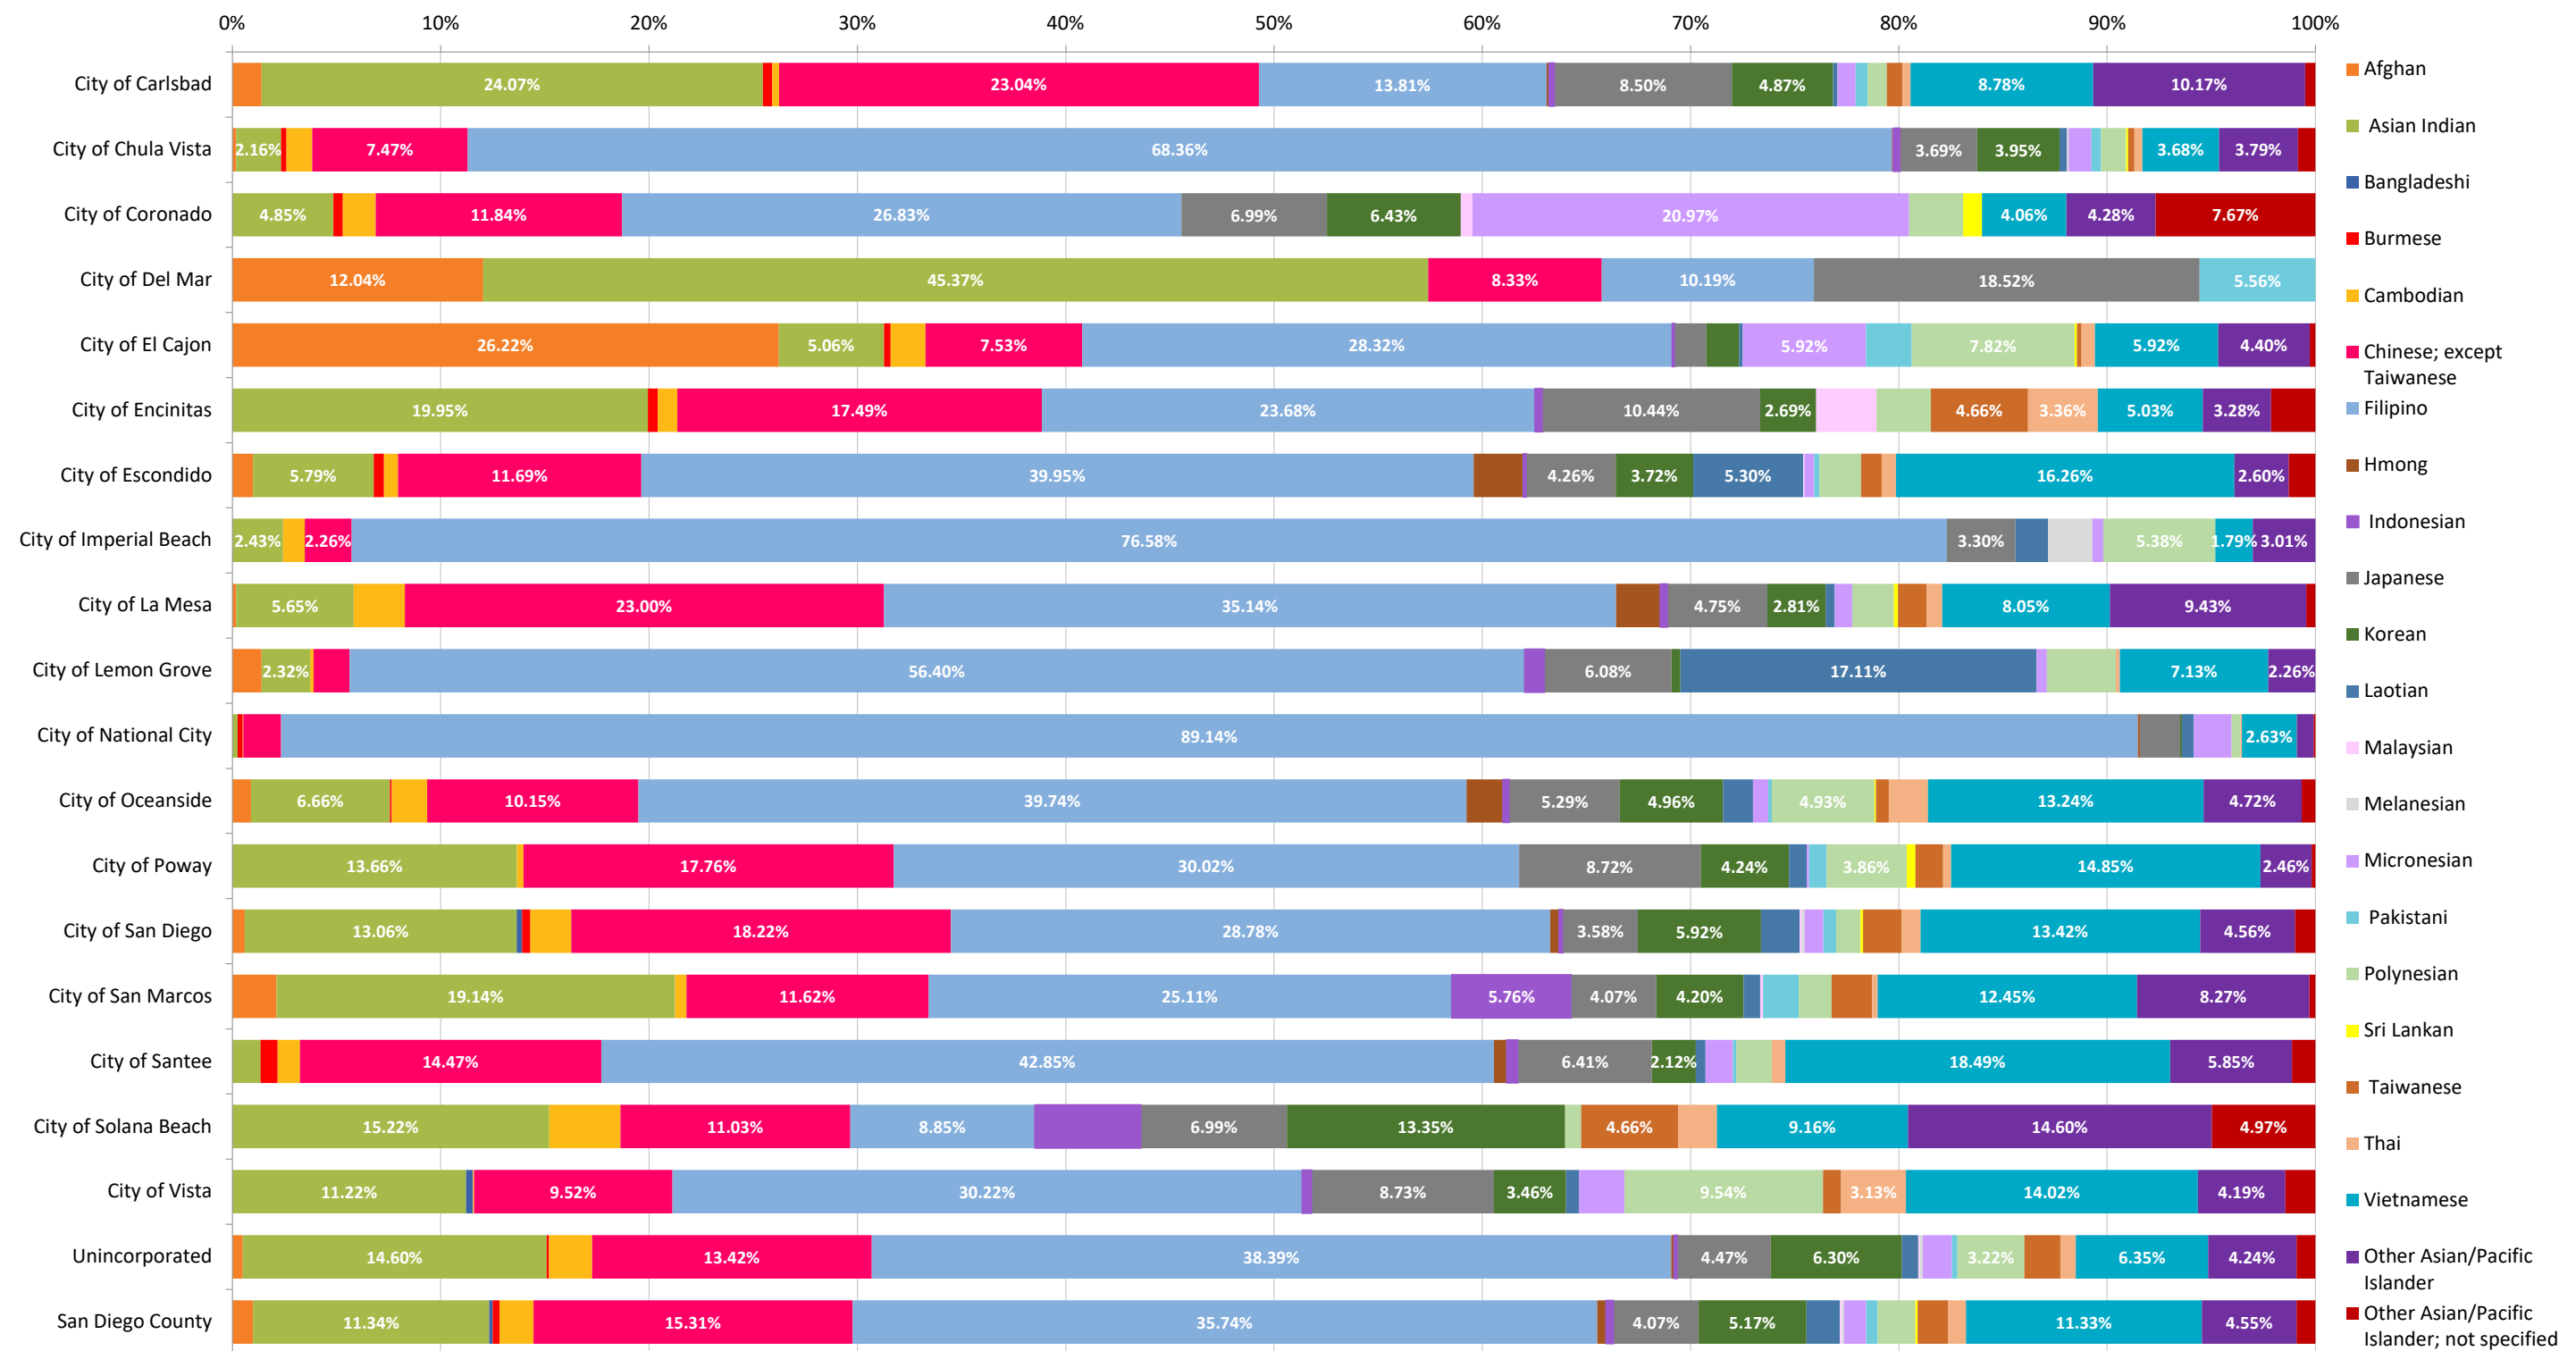 0% 10% 20% 30% 40% 50% 60% 70% 80% 90% 100%
City of Carlsbad 24.07% 23.04% 13.81% 8.50% 4.87% 8.78% 10.17%
City of Chula Vista 2.16% 7.47% 68.36% 3.69% 3.95% 3.68% 3.79%
City of Coronado 4.85% 11.84% 26.83% 6.99% 6.43% 20.97% 4.06% 4.28% 7.67%
City of Del Mar 12.04% 45.37% 8.33% 10.19% 18.52% 5.56%
City of El Cajon 26.22% 5.06% 7.53% 28.32% 5.92% 7.82% 5.92% 4.40%
City of Encinitas 19.95% 17.49% 23.68% 10.44% 2.69% 4.66% 3.36% 5.03% 3.28%
City of Escondido 5.79% 11.69% 39.95% 4.26% 3.72% 5.30% 16.26% 2.60%
City of Imperial Beach 2.43% 2.26% 76.58% 3.30% 5.38% 1.79% 3.01%
City of La Mesa 5.65% 23.00% 35.14% 4.75% 2.81% 8.05% 9.43%
City of Lemon Grove 2.32% 56.40% 6.08% 17.11% 7.13% 2.26%
City of National City 89.14% 2.63%
City of Oceanside 6.66% 10.15% 39.74% 5.29% 4.96% 4.93% 13.24% 4.72%
City of Poway 13.66% 17.76% 30.02% 8.72% 4.24% 3.86% 14.85% 2.46%
City of San Diego 13.06% 18.22% 28.78% 3.58% 5.92% 13.42% 4.56%
City of San Marcos 19.14% 11.62% 25.11% 5.76% 4.07% 4.20% 12.45% 8.27%
City of Santee 14.47% 42.85% 6.41% 2.12% 18.49% 5.85%
City of Solana Beach 15.22% 11.03% 8.85% 6.99% 13.35% 4.66% 9.16% 14.60% 4.97%
City of Vista 11.22% 9.52% 30.22% 8.73% 3.46% 9.54% 3.13% 14.02% 4.19%
Unincorporated 14.60% 13.42% 38.39% 4.47% 6.30% 3.22% 6.35% 4.24%
San Diego County 11.34% 15.31% 35.74% 4.07% 5.17% 11.33% 4.55%
Afghan
Asian Indian
Bangladeshi
Burmese
Cambodian
Chinese; except
Taiwanese
Filipino
Hmong
Indonesian
Japanese
Korean
Laotian
Malaysian
Melanesian
Micronesian
Pakistani
Polynesian
Sri Lankan
Taiwanese
Thai
Vietnamese
Other Asian/Pacific
Islander
Other Asian/Pacific
Islander; not specified